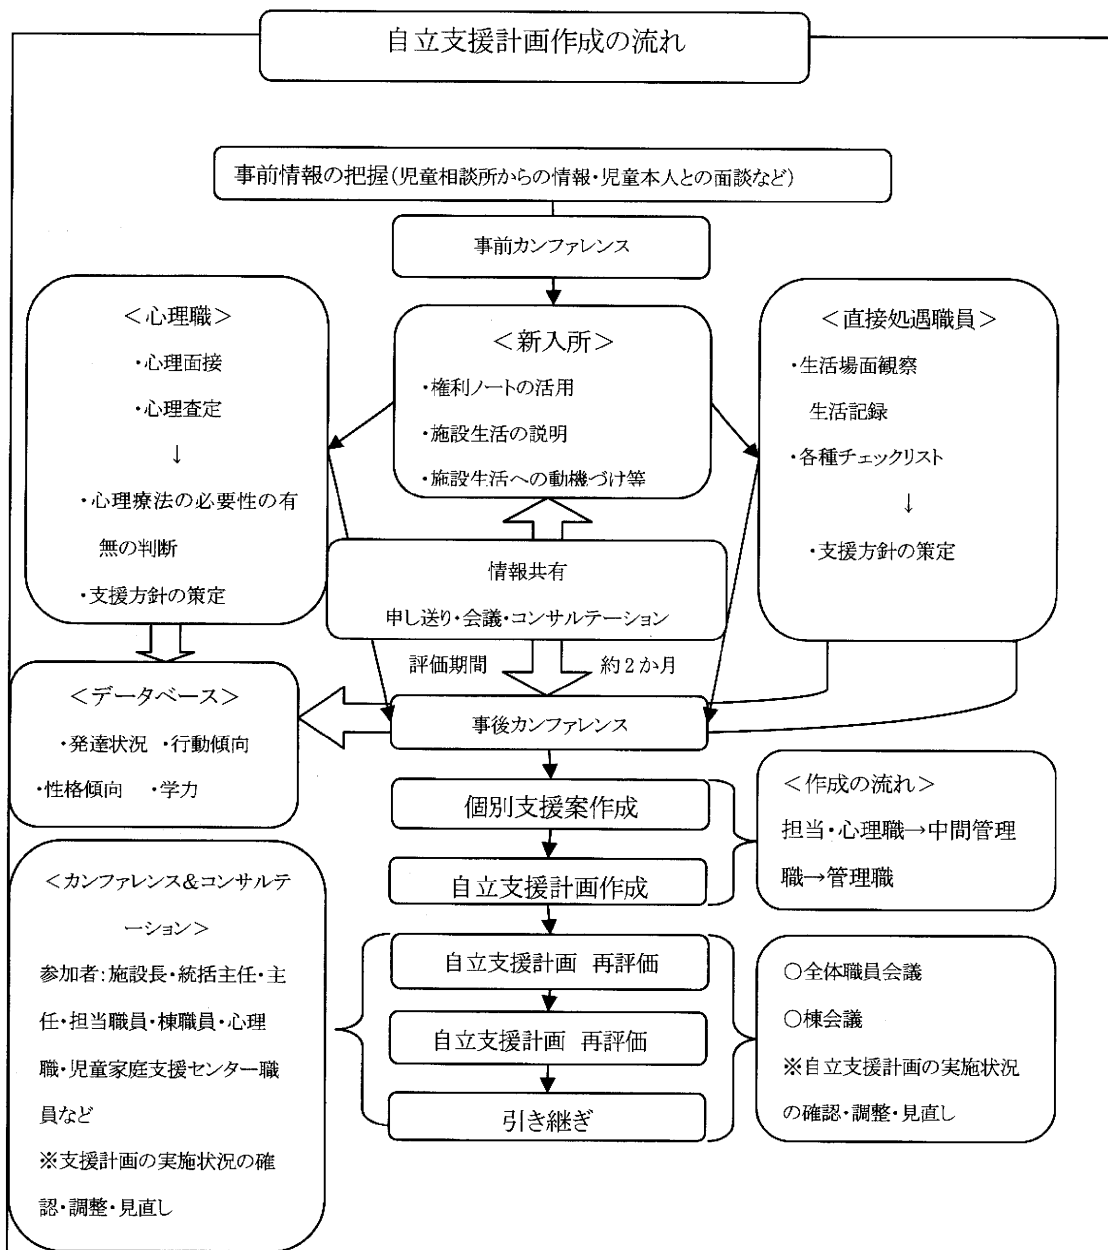 自立支援計画作成の流れ
事前情報の把握(児童相談所からの情報・児童本人との面談など)
事前カンファレンス
＜心理職＞
・心理面接
・心理査定
↓
・心理療法の必要性の有
無の判断
・支援方針の策定
＜新入所＞
・権利ノートの活用
・施設生活の説明
・施設生活への動機づけ等
＜直接処遇職員＞
・生活場面観察
生活記録
・各種チェックリスト
↓
・支援方針の策定
情報共有
申し送り・会議・コンサルテーション
評価期間 約2か月
＜データベース＞
・発達状況 ・行動傾向
・性格傾向 ・学力
事後カンファレンス
個別支援案作成
自立支援計画作成
＜作成の流れ＞
担当・心理職→中間管理
職→管理職
＜カンファレンス&コンサルテ
ーション＞
参加者:施設長・統括主任・主
任・担当職員・棟職員・心理
職・児童家庭支援センター職
員など
※支援計画の実施状況の確
認・調整・見直し
自立支援計画 再評価
自立支援計画 再評価
引き継ぎ
○全体職員会議
○棟会議
※自立支援計画の実施状況
の確認・調整・見直し